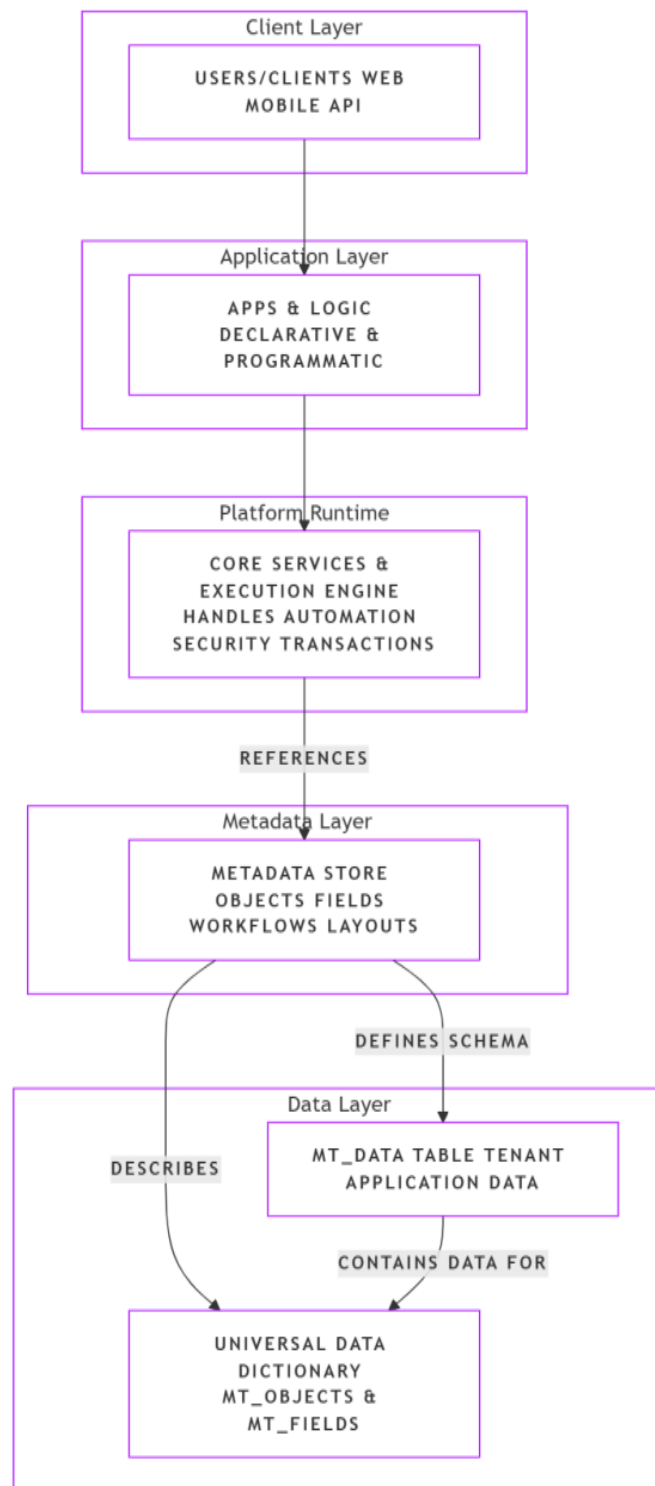 Client Layer
USERS/CLIENTS WEB
MOBILE API
Application Layer
APPS & LOGIC
DECLARATIVE &
PROGRAMMATIC
Platform Runtime
CORE SERVICES &
EXECUTION ENGINE
HANDLES AUTOMATION
SECURITY TRANSACTIONS
REFERENCES
Metadata Layer
METADATA STORE
OBJECTS FIELDS
WORKFLOWS LAYOUTS
DEFINES SCHEMA
Data Layer
MT_DATA TABLE TENANT
APPLICATION DATA
DESCRIBES
CONTAINS DATA FOR
UNIVERSAL DATA
DICTIONARY
MT_OBJECTS &
MT_FIELDS